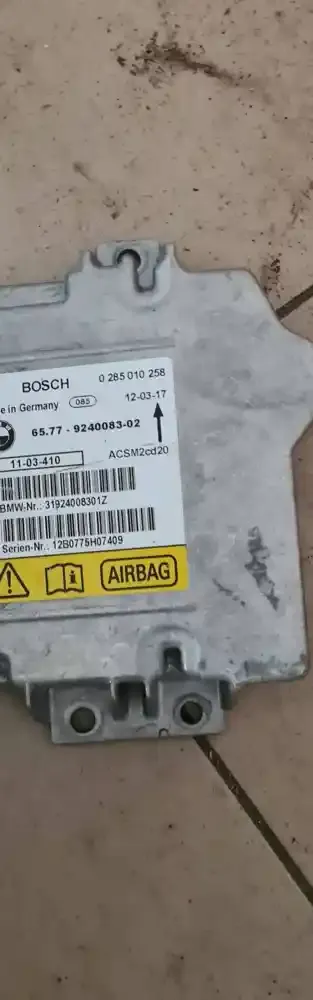 BOSCH 0 285 010 258
e in Germany 085 12-03-17
65.77 - 9240083-02
11-03-410 ACSM2cd20
BMW-Nr.: 31924008301Z
Serien-Nr.: 12B0775H07409
AIRBAG